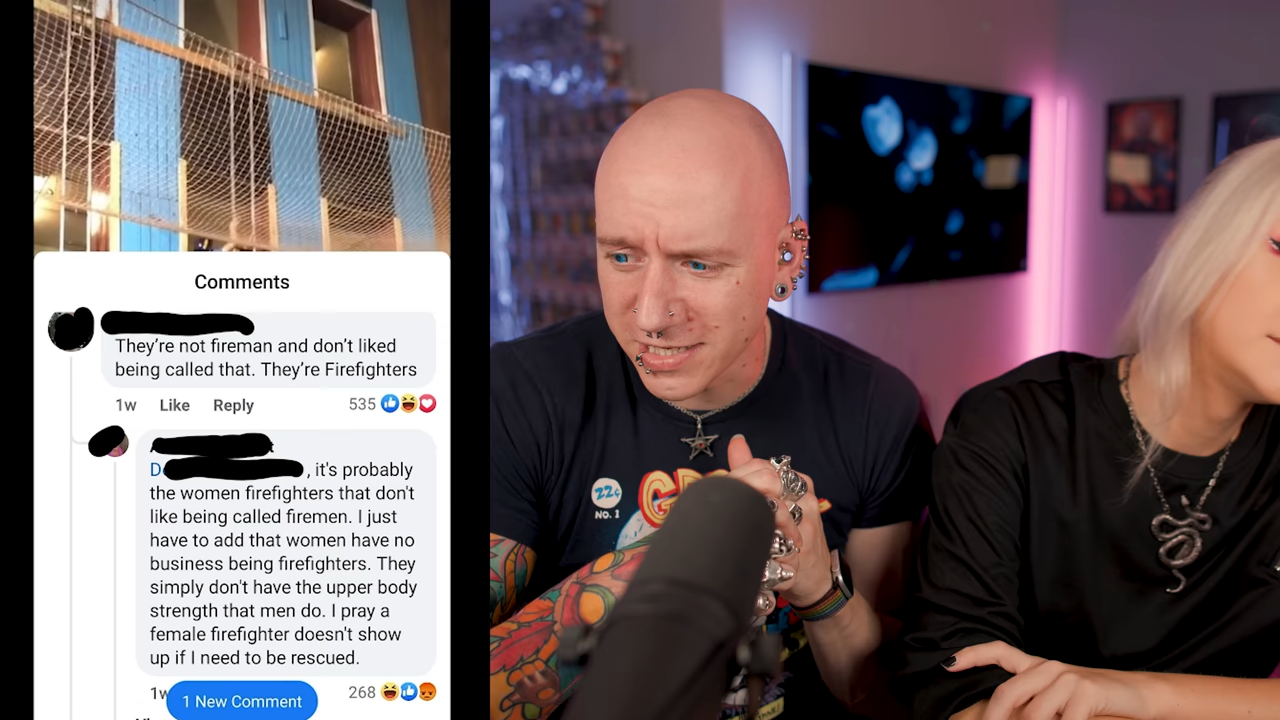 Comments
They’re not fireman and don’t liked
being called that. They’re Firefighters
1w Like Reply 535
, it's probably
the women firefighters that don't
like being called firemen. I just
have to add that women have no
business being firefighters. They
simply don't have the upper body
strength that men do. I pray a
female firefighter doesn't show
up if I need to be rescued.
268
1 New Comment
22¢
NO. 1